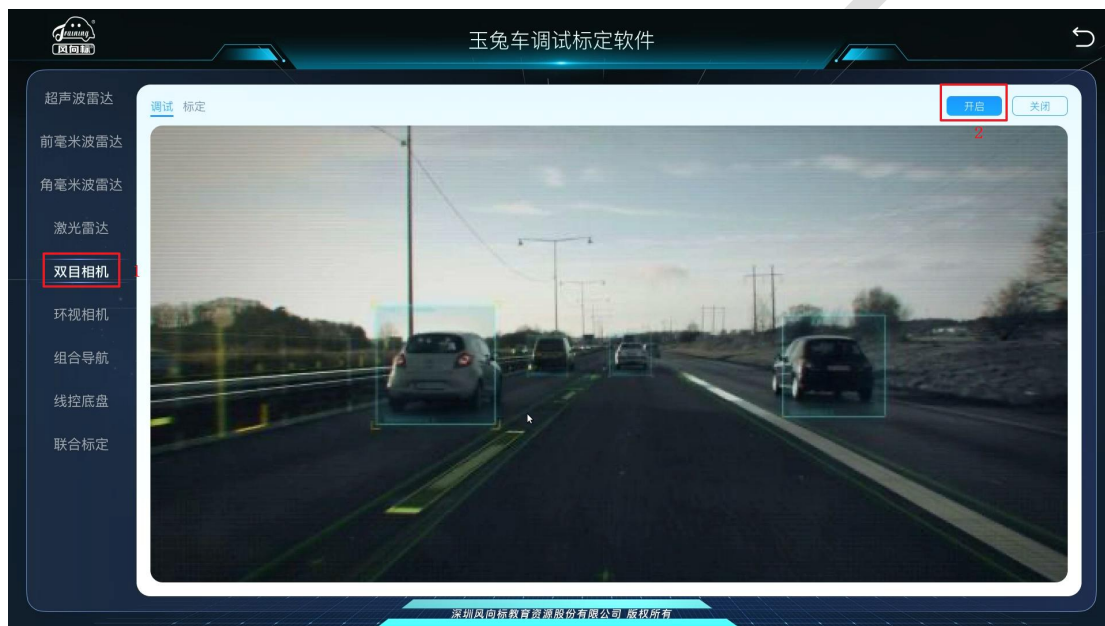 Training
风向标
玉兔车调试标定软件
超声波雷达
前毫米波雷达
角毫米波雷达
激光雷达
双目相机
1
环视相机
组合导航
线控底盘
联合标定
调试 标定
开启 关闭
2
深圳风向标教育资源股份有限公司 版权所有